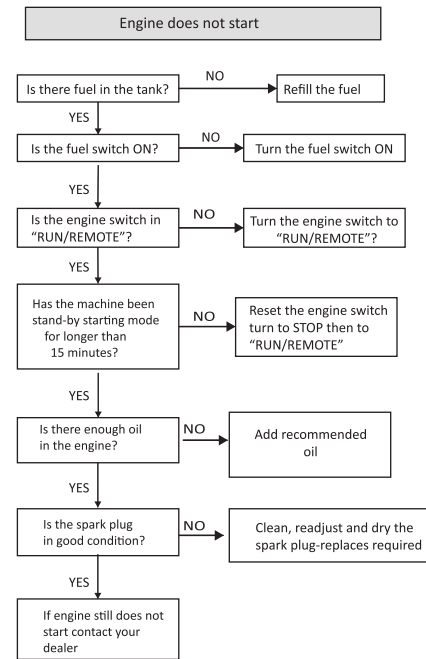 Engine does not start
Is there fuel in the tank?
NO
Refill the fuel
YES
Is the fuel switch ON?
NO
Turn the fuel switch ON
YES
Is the engine switch in
“RUN/REMOTE”?
NO
Turn the engine switch to
“RUN/REMOTE”?
YES
Has the machine been
stand-by starting mode
for longer than
15 minutes?
NO
Reset the engine switch
turn to STOP then to
“RUN/REMOTE”
YES
Is there enough oil
in the engine?
NO
Add recommended
oil
YES
Is the spark plug
in good condition?
NO
Clean, readjust and dry the
spark plug-replaces required
YES
If engine still does not
start contact your
dealer